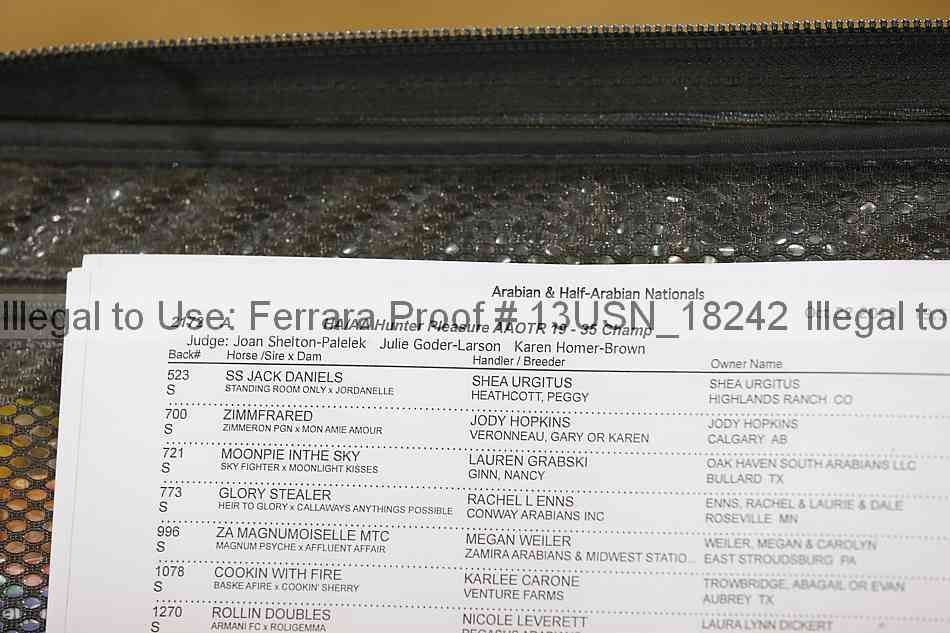 Arabian & Half-Arabian Nationals
Illegal to Use: Ferrara Proof # 13USN_18242 Illegal to
HA/AA Hunter Pleasure AAOTR 19 - 35 Champ
Judge: Joan Shelton-Palelek Julie Goder-Larson Karen Homer-Brown
Back# Horse /Sire x Dam Handler / Breeder Owner Name
523 SS JACK DANIELS SHEA URGITUS SHEA URGITUS
S STANDING ROOM ONLY x JORDANELLE HEATHCOTT, PEGGY HIGHLANDS RANCH CO
700 ZIMMFRARED JODY HOPKINS JODY HOPKINS
S ZIMMERON PGN x MON AMIE AMOUR VERONNEAU, GARY OR KAREN CALGARY AB
721 MOONPIE INTHE SKY LAUREN GRABSKI OAK HAVEN SOUTH ARABIANS LLC
S SKY FIGHTER x MOONLIGHT KISSES GINN, NANCY BULLARD TX
773 GLORY STEALER RACHEL L ENNS ENNS, RACHEL & LAURIE & DALE
S HEIR TO GLORY x CALLAWAYS ANYTHINGS POSSIBLE CONWAY ARABIANS INC ROSEVILLE MN
996 ZA MAGNUMOISELLE MTC MEGAN WEILER WEILER, MEGAN & CAROLYN
S MAGNUM PSYCHE x AFFLUENT AFFAIR ZAMIRA ARABIANS & MIDWEST STATIO... EAST STROUDSBURG PA
1078 COOKIN WITH FIRE KARLEE CARONE TROWBRIDGE, ABAGAIL OR EVAN
S BASKE AFIRE x COOKIN' SHERRY VENTURE FARMS AUBREY TX
1270 ROLLIN DOUBLES NICOLE LEVERETT LAURA LYNN DICKERT
S ARMANI FC x ROLIGEMMA PEGASUS ARABIANS